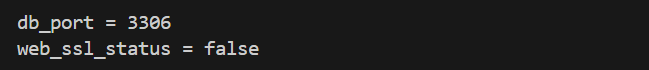 db_port = 3306
web_ssl_status = false